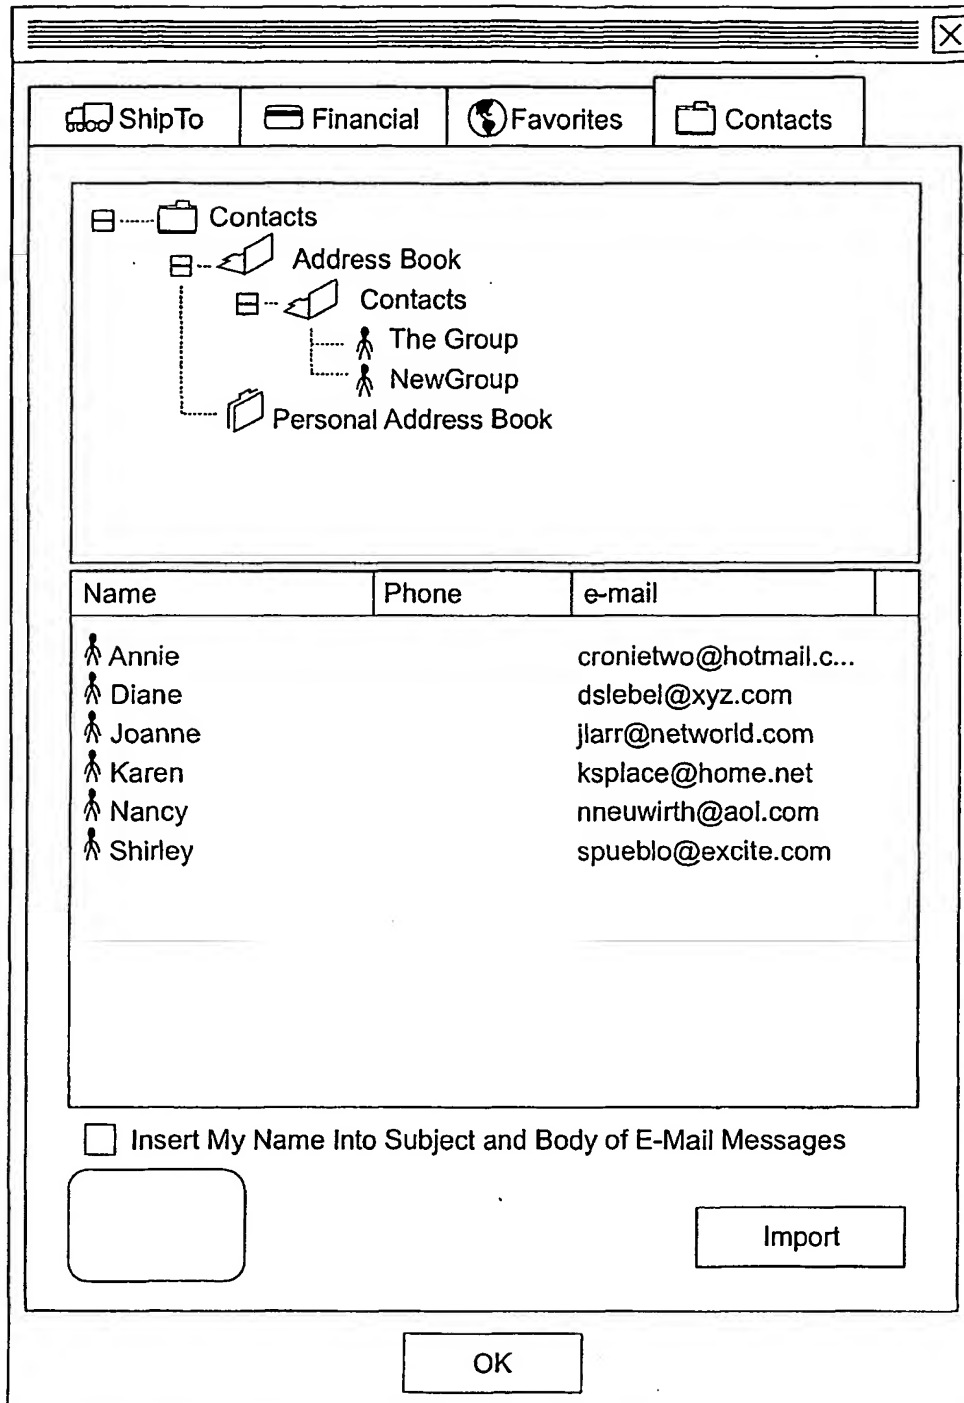 ShipTo Financial Favorites Contacts
Contacts
Address Book
Contacts
The Group
NewGroup
Personal Address Book
Name Phone e-mail
Annie cronietwo@hotmail.c...
Diane dslebel@xyz.com
Joanne jlarr@networld.com
Karen ksplace@home.net
Nancy nneuwirth@aol.com
Shirley spueblo@excite.com
Insert My Name Into Subject and Body of E-Mail Messages
Import
OK